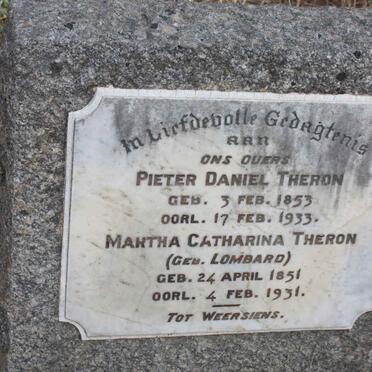 In Liefdevolle Gedagtenis
AAN
ONS OUERS
PIETER DANIEL THERON
GEB. 3 FEB. 1853
OORL. 17 FEB. 1933.
MARTHA CATHARINA THERON
(GEB. LOMBARD)
GEB. 24 APRIL 1851
OORL. 4 FEB. 1931.
TOT WEERSIENS.